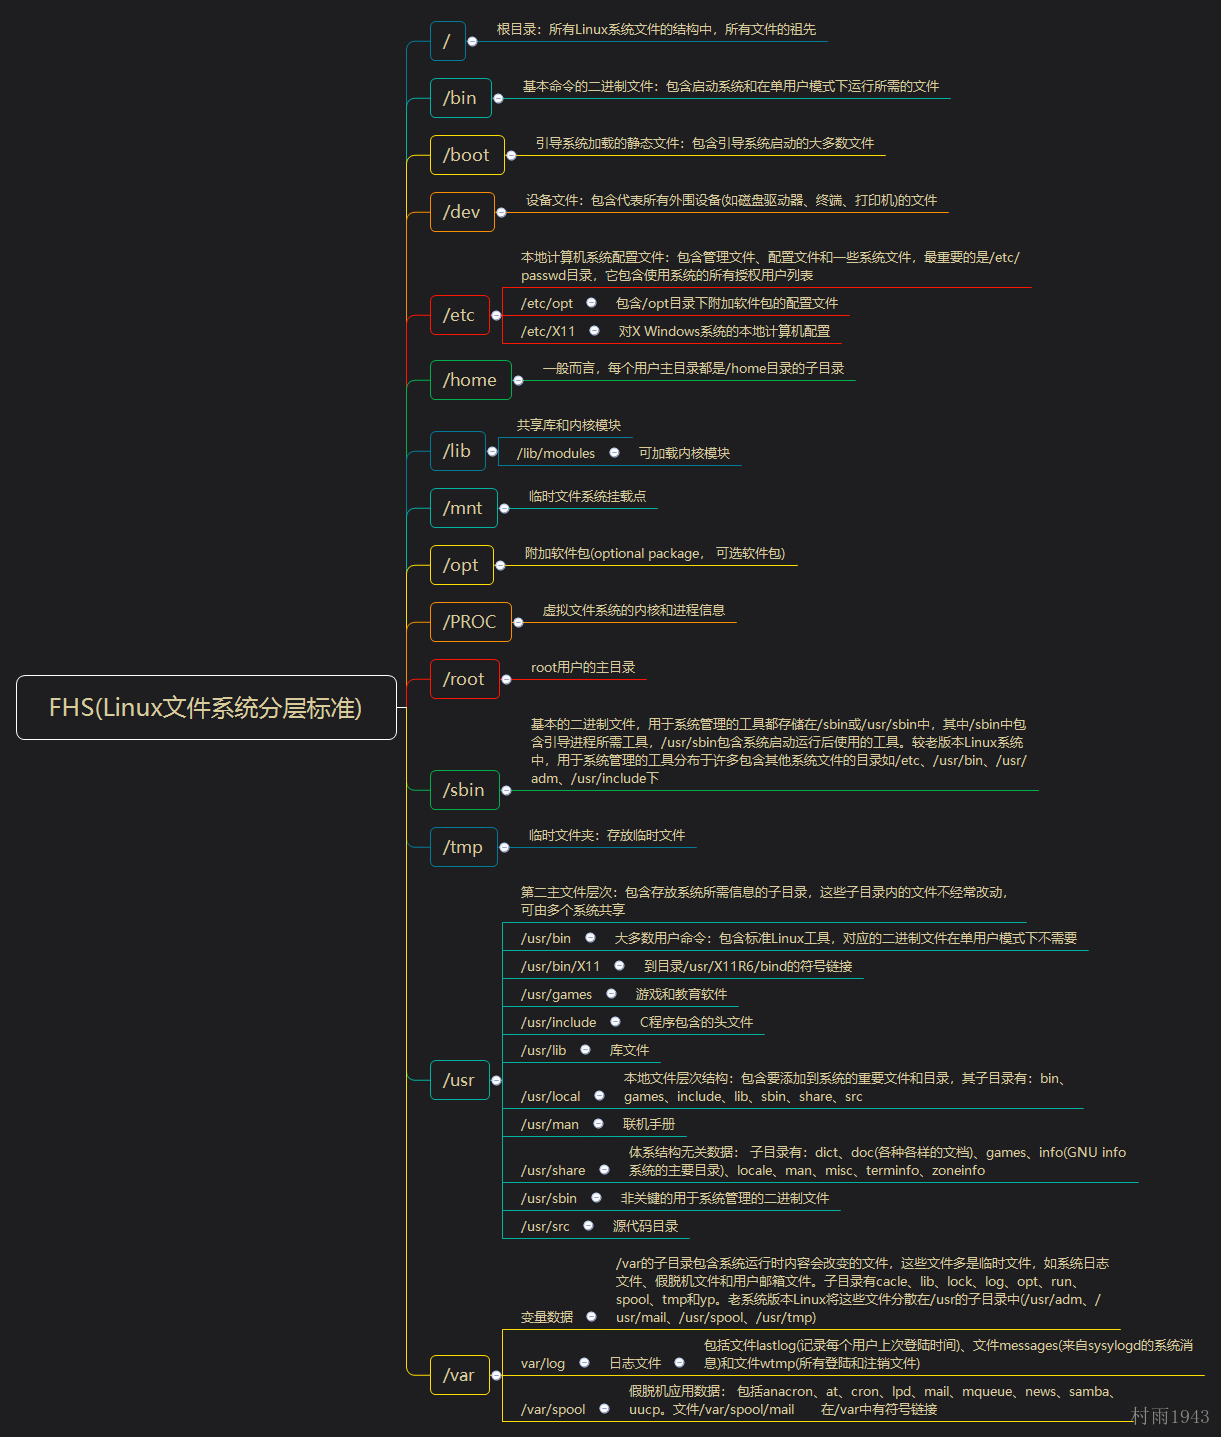 FHS(Linux文件系统分层标准)
/
根目录：所有Linux系统文件的结构中，所有文件的祖先
/bin
基本命令的二进制文件：包含启动系统和在单用户模式下运行所需的文件
/boot
引导系统加载的静态文件：包含引导系统启动的大多数文件
/dev
设备文件：包含代表所有外围设备(如磁盘驱动器、终端、打印机)的文件
/etc
本地计算机系统配置文件：包含管理文件、配置文件和一些系统文件，最重要的是/etc/
passwd目录，它包含使用系统的所有授权用户列表
/etc/opt 包含/opt目录下附加软件包的配置文件
/etc/X11 对X Windows系统的本地计算机配置
/home
一般而言，每个用户主目录都是/home目录的子目录
/lib
共享库和内核模块
/lib/modules 可加载内核模块
/mnt
临时文件系统挂载点
/opt
附加软件包(optional package， 可选软件包)
/PROC
虚拟文件系统的内核和进程信息
/root
root用户的主目录
/sbin
基本的二进制文件，用于系统管理的工具都存储在/sbin或/usr/sbin中，其中/sbin中包
含引导进程所需工具，/usr/sbin包含系统启动运行后使用的工具。较老版本Linux系统
中，用于系统管理的工具分布于许多包含其他系统文件的目录如/etc、/usr/bin、/usr/
adm、/usr/include下
/tmp
临时文件夹：存放临时文件
/usr
第二主文件层次：包含存放系统所需信息的子目录，这些子目录内的文件不经常改动，
可由多个系统共享
/usr/bin 大多数用户命令：包含标准Linux工具，对应的二进制文件在单用户模式下不需要
/usr/bin/X11 到目录/usr/X11R6/bind的符号链接
/usr/games 游戏和教育软件
/usr/include C程序包含的头文件
/usr/lib 库文件
/usr/local
本地文件层次结构：包含要添加到系统的重要文件和目录，其子目录有：bin、
games、include、lib、sbin、share、src
/usr/man 联机手册
/usr/share
体系结构无关数据： 子目录有：dict、doc(各种各样的文档)、games、info(GNU info
系统的主要目录)、locale、man、misc、terminfo、zoneinfo
/usr/sbin 非关键的用于系统管理的二进制文件
/usr/src 源代码目录
/var
变量数据
/var的子目录包含系统运行时内容会改变的文件，这些文件多是临时文件，如系统日志
文件、假脱机文件和用户邮箱文件。子目录有cacle、lib、lock、log、opt、run、
spool、tmp和yp。老系统版本Linux将这些文件分散在/usr的子目录中(/usr/adm、/
usr/mail、/usr/spool、/usr/tmp)
var/log 日志文件
包括文件lastlog(记录每个用户上次登陆时间)、文件messages(来自sysylogd的系统消
息)和文件wtmp(所有登陆和注销文件)
/var/spool
假脱机应用数据： 包括anacron、at、cron、lpd、mail、mqueue、news、samba、
uucp。文件/var/spool/mail 在/var中有符号链接
村雨1943